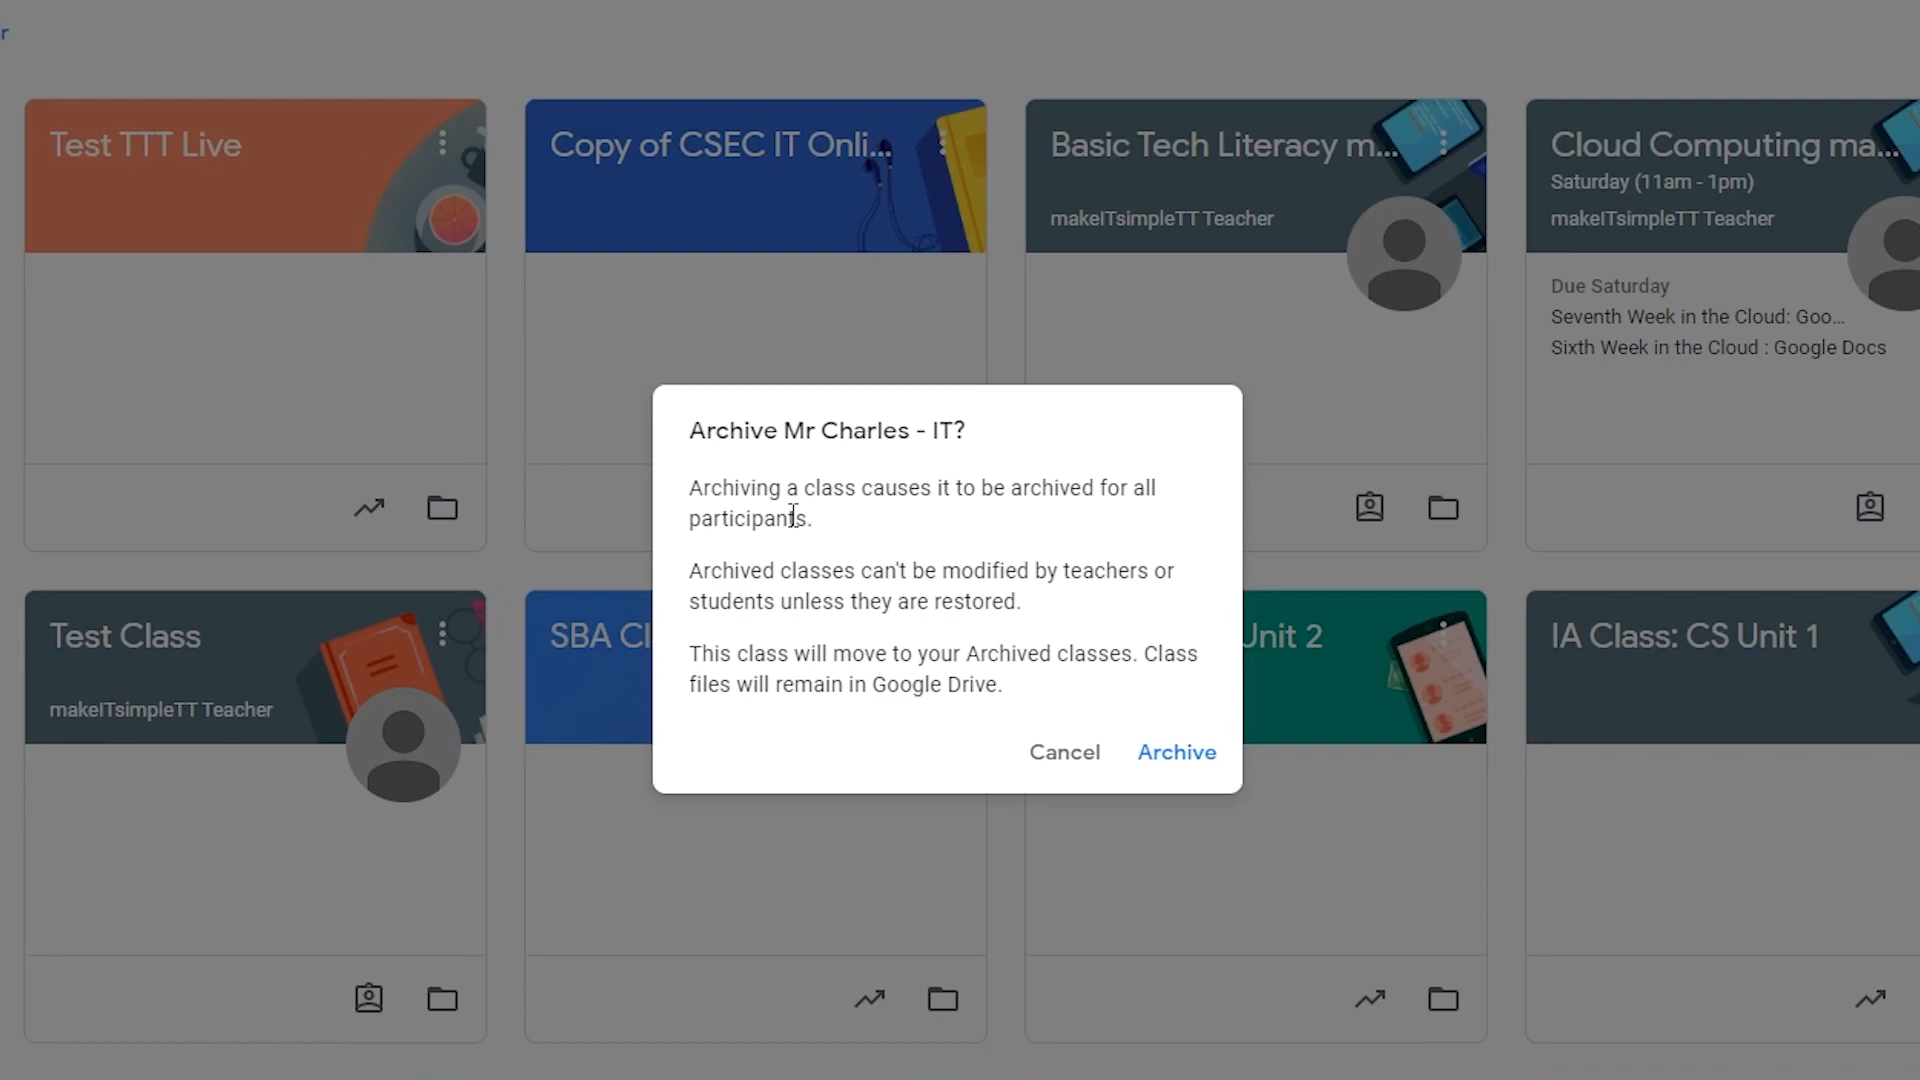 r
Test TTT Live
Copy of CSEC IT Onli...
Basic Tech Literacy m...
makeITsimpleTT Teacher
Cloud Computing ma...
Saturday (11am - 1pm)
makeITsimpleTT Teacher
Due Saturday
Seventh Week in the Cloud: Goo...
Sixth Week in the Cloud : Google Docs
Archive Mr Charles - IT?
Archiving a class causes it to be archived for all
participants.
Archived classes can't be modified by teachers or
students unless they are restored.
This class will move to your Archived classes. Class
files will remain in Google Drive.
Cancel
Archive
Test Class
makeITsimpleTT Teacher
SBA Cl
Unit 2
IA Class: CS Unit 1